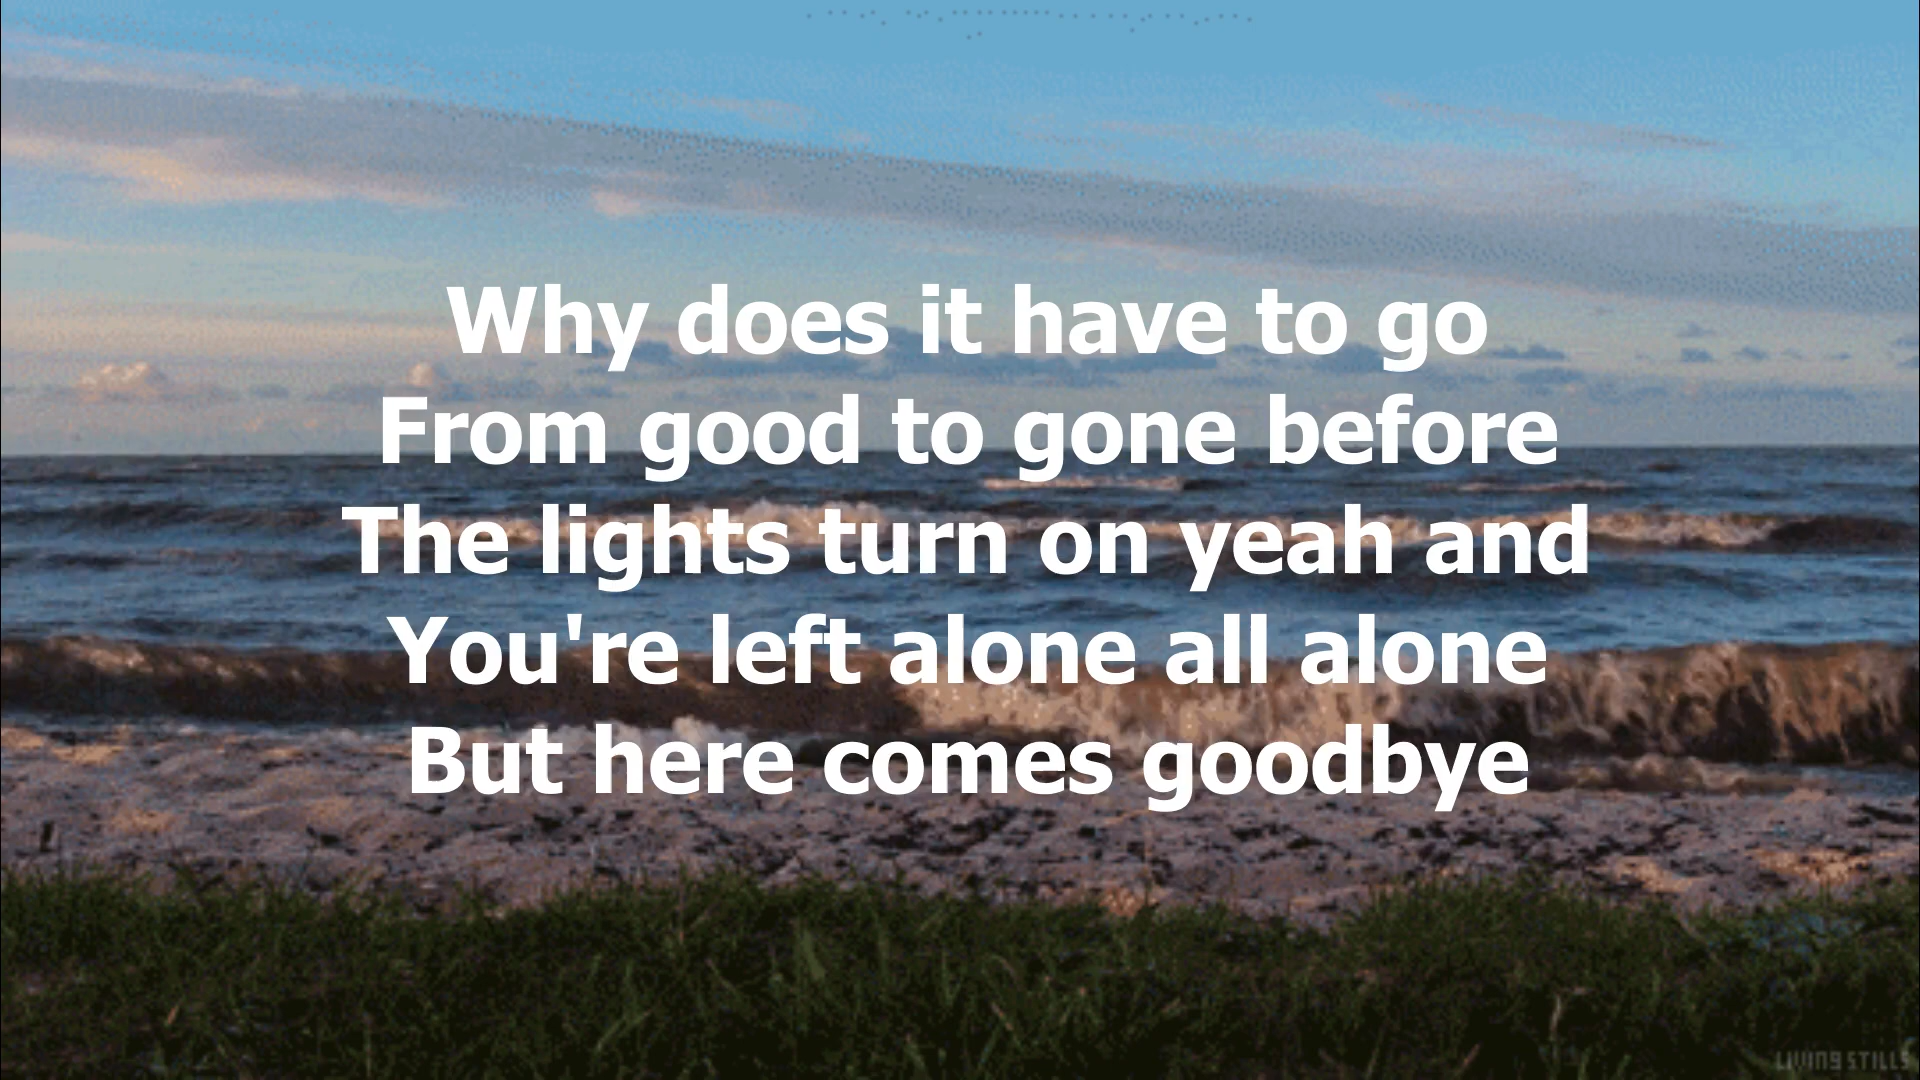 Why does it have to go
From good to gone before
The lights turn on yeah and
You're left alone all alone
But here comes goodbye
LIVING STILLS